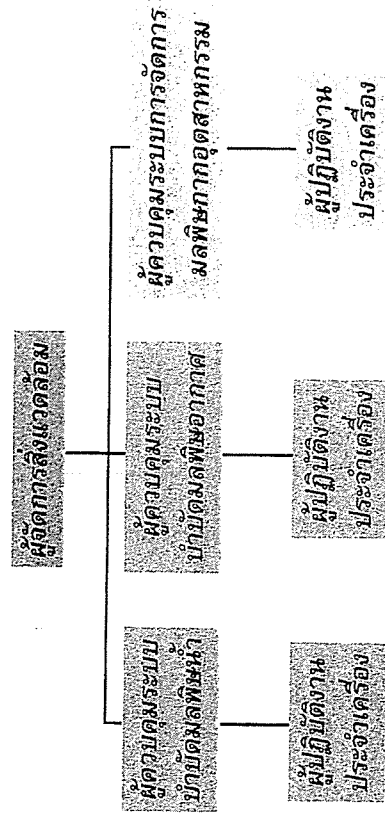 ผู้จัดการสิ่งแวดล้อม
ผู้ควบคุมระบบ
บำบัดมลพิษน้ำ
ผู้ควบคุมระบบ
บำบัดมลพิษอากาศ
ผู้ควบคุมระบบการจัดการ
มลพิษกากอุตสาหกรรม
ผู้ปฏิบัติงาน
ประจำเครื่อง
ผู้ปฏิบัติงาน
ประจำเครื่อง
ผู้ปฏิบัติงาน
ประจำเครื่อง